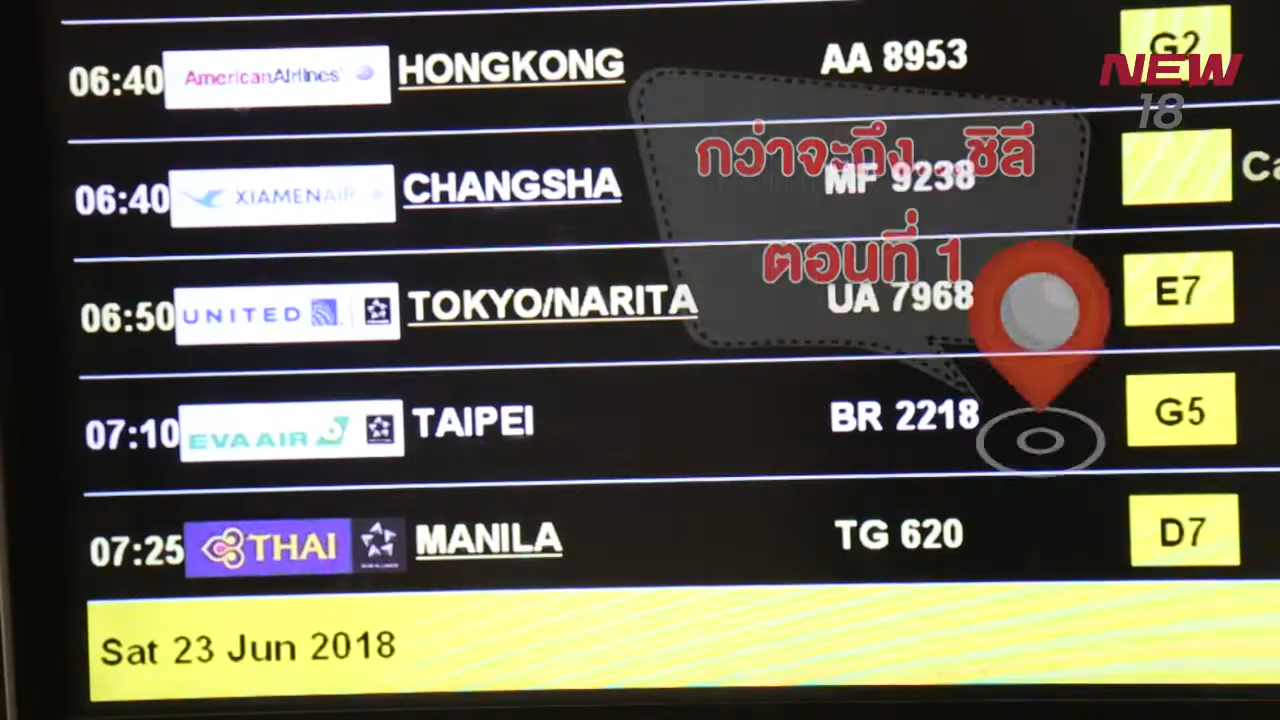 06:40 AmericanAirlines HONGKONG AA 8953 G2
NEW
18
กว่าจะถึง..ชิลี
06:40 XIAMENAIR CHANGSHA MF 9238
ตอนที่ 1
06:50 UNITED TOKYO/NARITA UA 7968 E7
07:10 EVA AIR TAIPEI BR 2218 G5
07:25 THAI MANILA TG 620 D7
Sat 23 Jun 2018